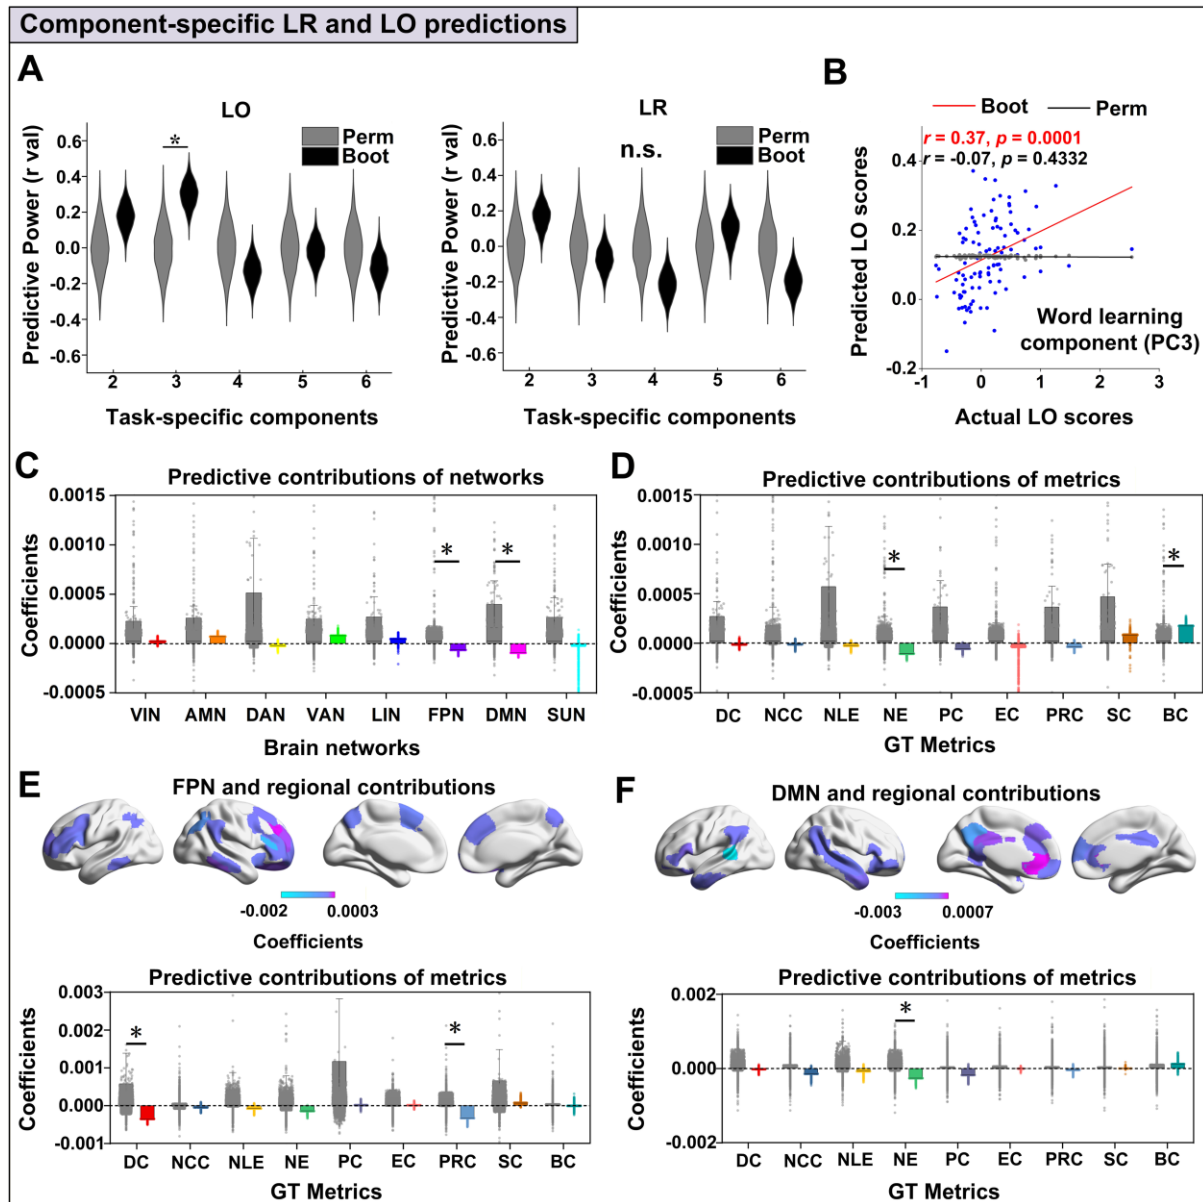 Component-specific LR and LO predictions
A
LO
Perm
Boot
*
Predictive Power (r val)
0.6
0.4
0.2
0.0
-0.2
-0.4
-0.6
2 3 4 5 6
Task-specific components
LR
Perm
Boot
n.s.
Predictive Power (r val)
0.6
0.4
0.2
0.0
-0.2
-0.4
-0.6
2 3 4 5 6
Task-specific components
B
Boot Perm
r = 0.37, p = 0.0001
r = -0.07, p = 0.4332
Predicted LO scores
0.4
0.2
0.0
-0.2
Word learning
component (PC3)
-1 0 1 2 3
Actual LO scores
C
Predictive contributions of networks
Coefficients
0.0015
0.0010
0.0005
0.0000
-0.0005
* *
VIN AMN DAN VAN LIN FPN DMN SUN
Brain networks
D
Predictive contributions of metrics
Coefficients
0.0015
0.0010
0.0005
0.0000
-0.0005
* *
DC NCC NLE NE PC EC PRC SC BC
GT Metrics
E
FPN and regional contributions
-0.002 0.0003
Coefficients
Predictive contributions of metrics
Coefficients
0.003
0.002
0.001
0.000
-0.001
* *
DC NCC NLE NE PC EC PRC SC BC
GT Metrics
F
DMN and regional contributions
-0.003 0.0007
Coefficients
Predictive contributions of metrics
Coefficients
0.002
0.000
-0.002
*
DC NCC NLE NE PC EC PRC SC BC
GT Metrics